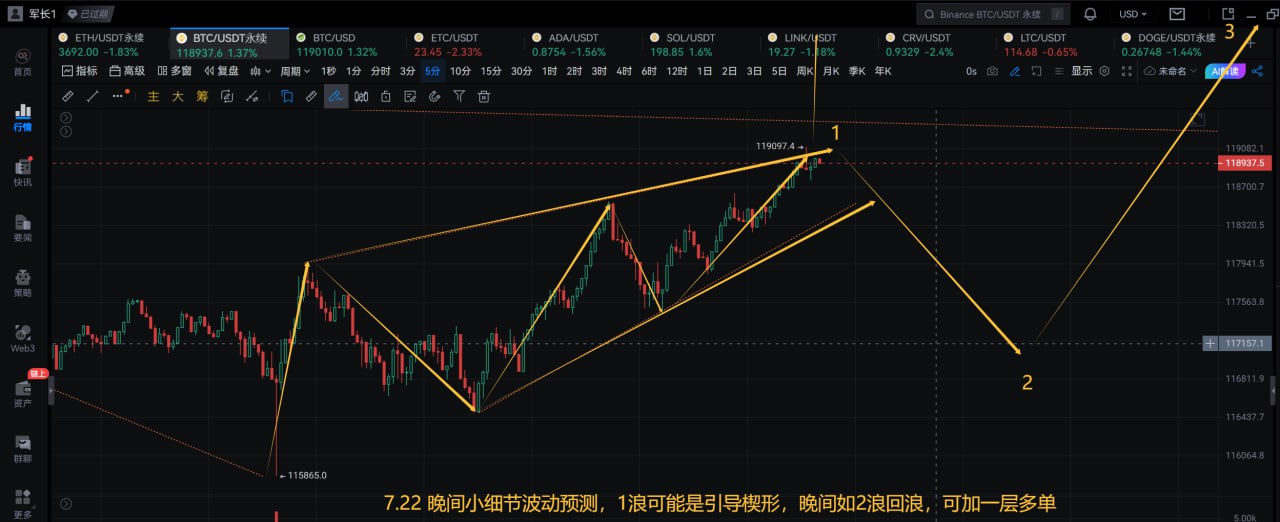 军长1 已过期
Binance BTC/USDT 永续 / USD
ETH/USDT永续 BTC/USDT永续 BTC/USD ETC/USDT ADA/USDT SOL/USDT LINK/USDT CRV/USDT LTC/USDT DOGE/USDT永续
3692.00 -1.83% 118937.6 1.37% 119010.0 1.32% 23.45 -2.33% 0.8754 -1.56% 198.85 1.6% 19.27 -1.18% 0.9329 -2.4% 114.68 -0.65% 0.26748 -1.44%
3
指标 高级 多窗 复盘 周期 1秒 1分 分时 3分 5分 10分 15分 30分 1时 2时 3时 4时 6时 12时 1日 2日 3日 5日 周K 月K 季K 年K 0s 显示 未命名 AI解读
主 大 筹
首页
行情
快讯
要闻
策略
Web3
链上
资产
群聊
更多
1
119097.4
119082.1
118937.5
118700.7
118320.5
117941.5
117563.8
117157.1
2
116811.9
116437.7
115865.0
116064.8
7.22 晚间小细节波动预测，1浪可能是引导楔形，晚间如2浪回浪，可加一层多单
5.00k